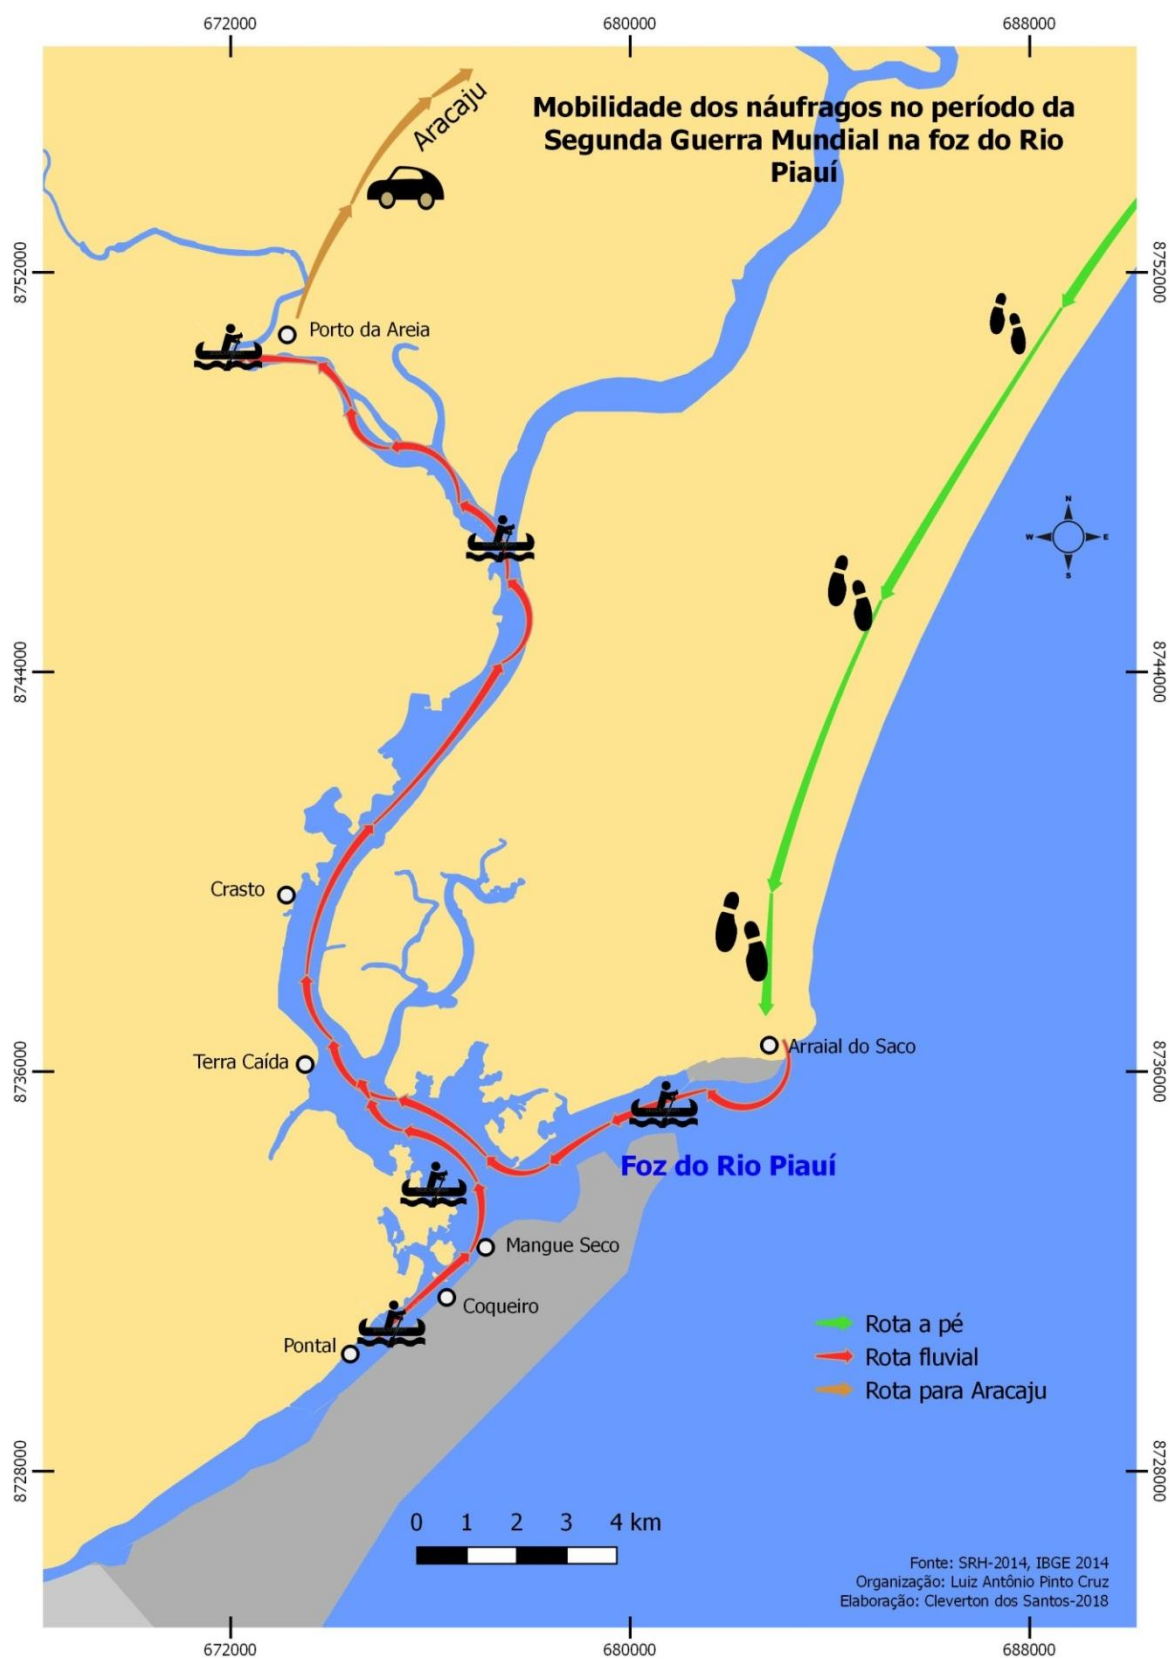 672000
680000
688000
Mobilidade dos náufragos no período da
Segunda Guerra Mundial na foz do Rio
Piauí
Aracaju
8752000
8752000
Porto da Areia
N
W
E
S
8744000
8744000
Crasto
Terra Caída
Arraial do Saco
8736000
8736000
Foz do Rio Piauí
Mangue Seco
Coqueiro
Pontal
Rota a pé
Rota fluvial
Rota para Aracaju
8728000
8728000
0 1 2 3 4 km
Fonte: SRH-2014, IBGE 2014
Organização: Luiz Antônio Pinto Cruz
Elaboração: Cleverton dos Santos-2018
672000
680000
688000